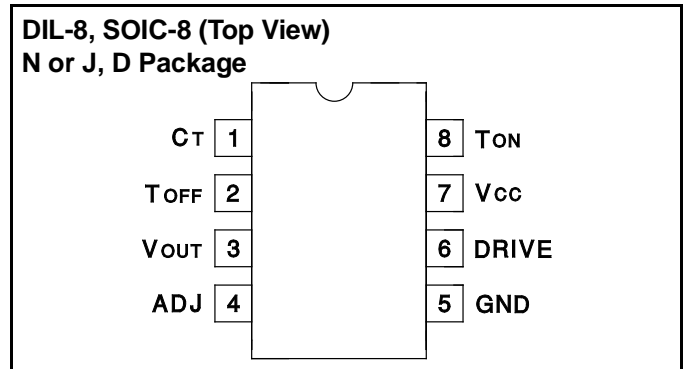 DIL-8, SOIC-8 (Top View)
N or J, D Package
CT 1 8 TON
TOFF 2 7 VCC
VOUT 3 6 DRIVE
ADJ 4 5 GND